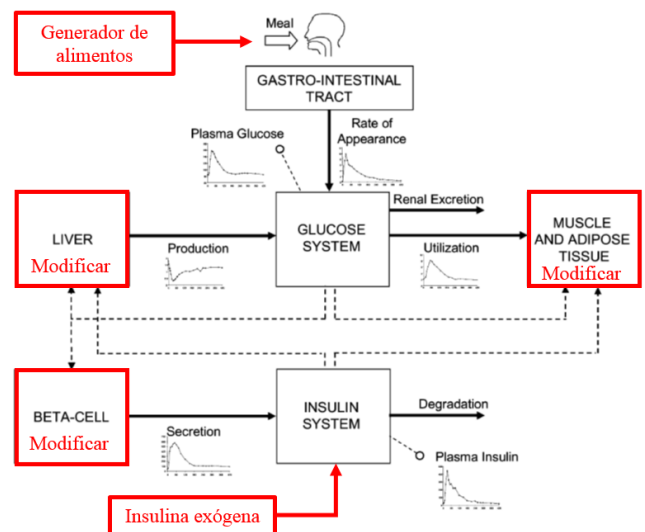 Generador de
alimentos
Meal
GASTRO-INTESTINAL
TRACT
Plasma Glucose
Rate of
Appearance
LIVER
Modificar
Production
GLUCOSE
SYSTEM
Renal Excretion
Utilization
MUSCLE
AND ADIPOSE
TISSUE
Modificar
BETA-CELL
Modificar
Secretion
INSULIN
SYSTEM
Degradation
Plasma Insulin
Insulina exógena